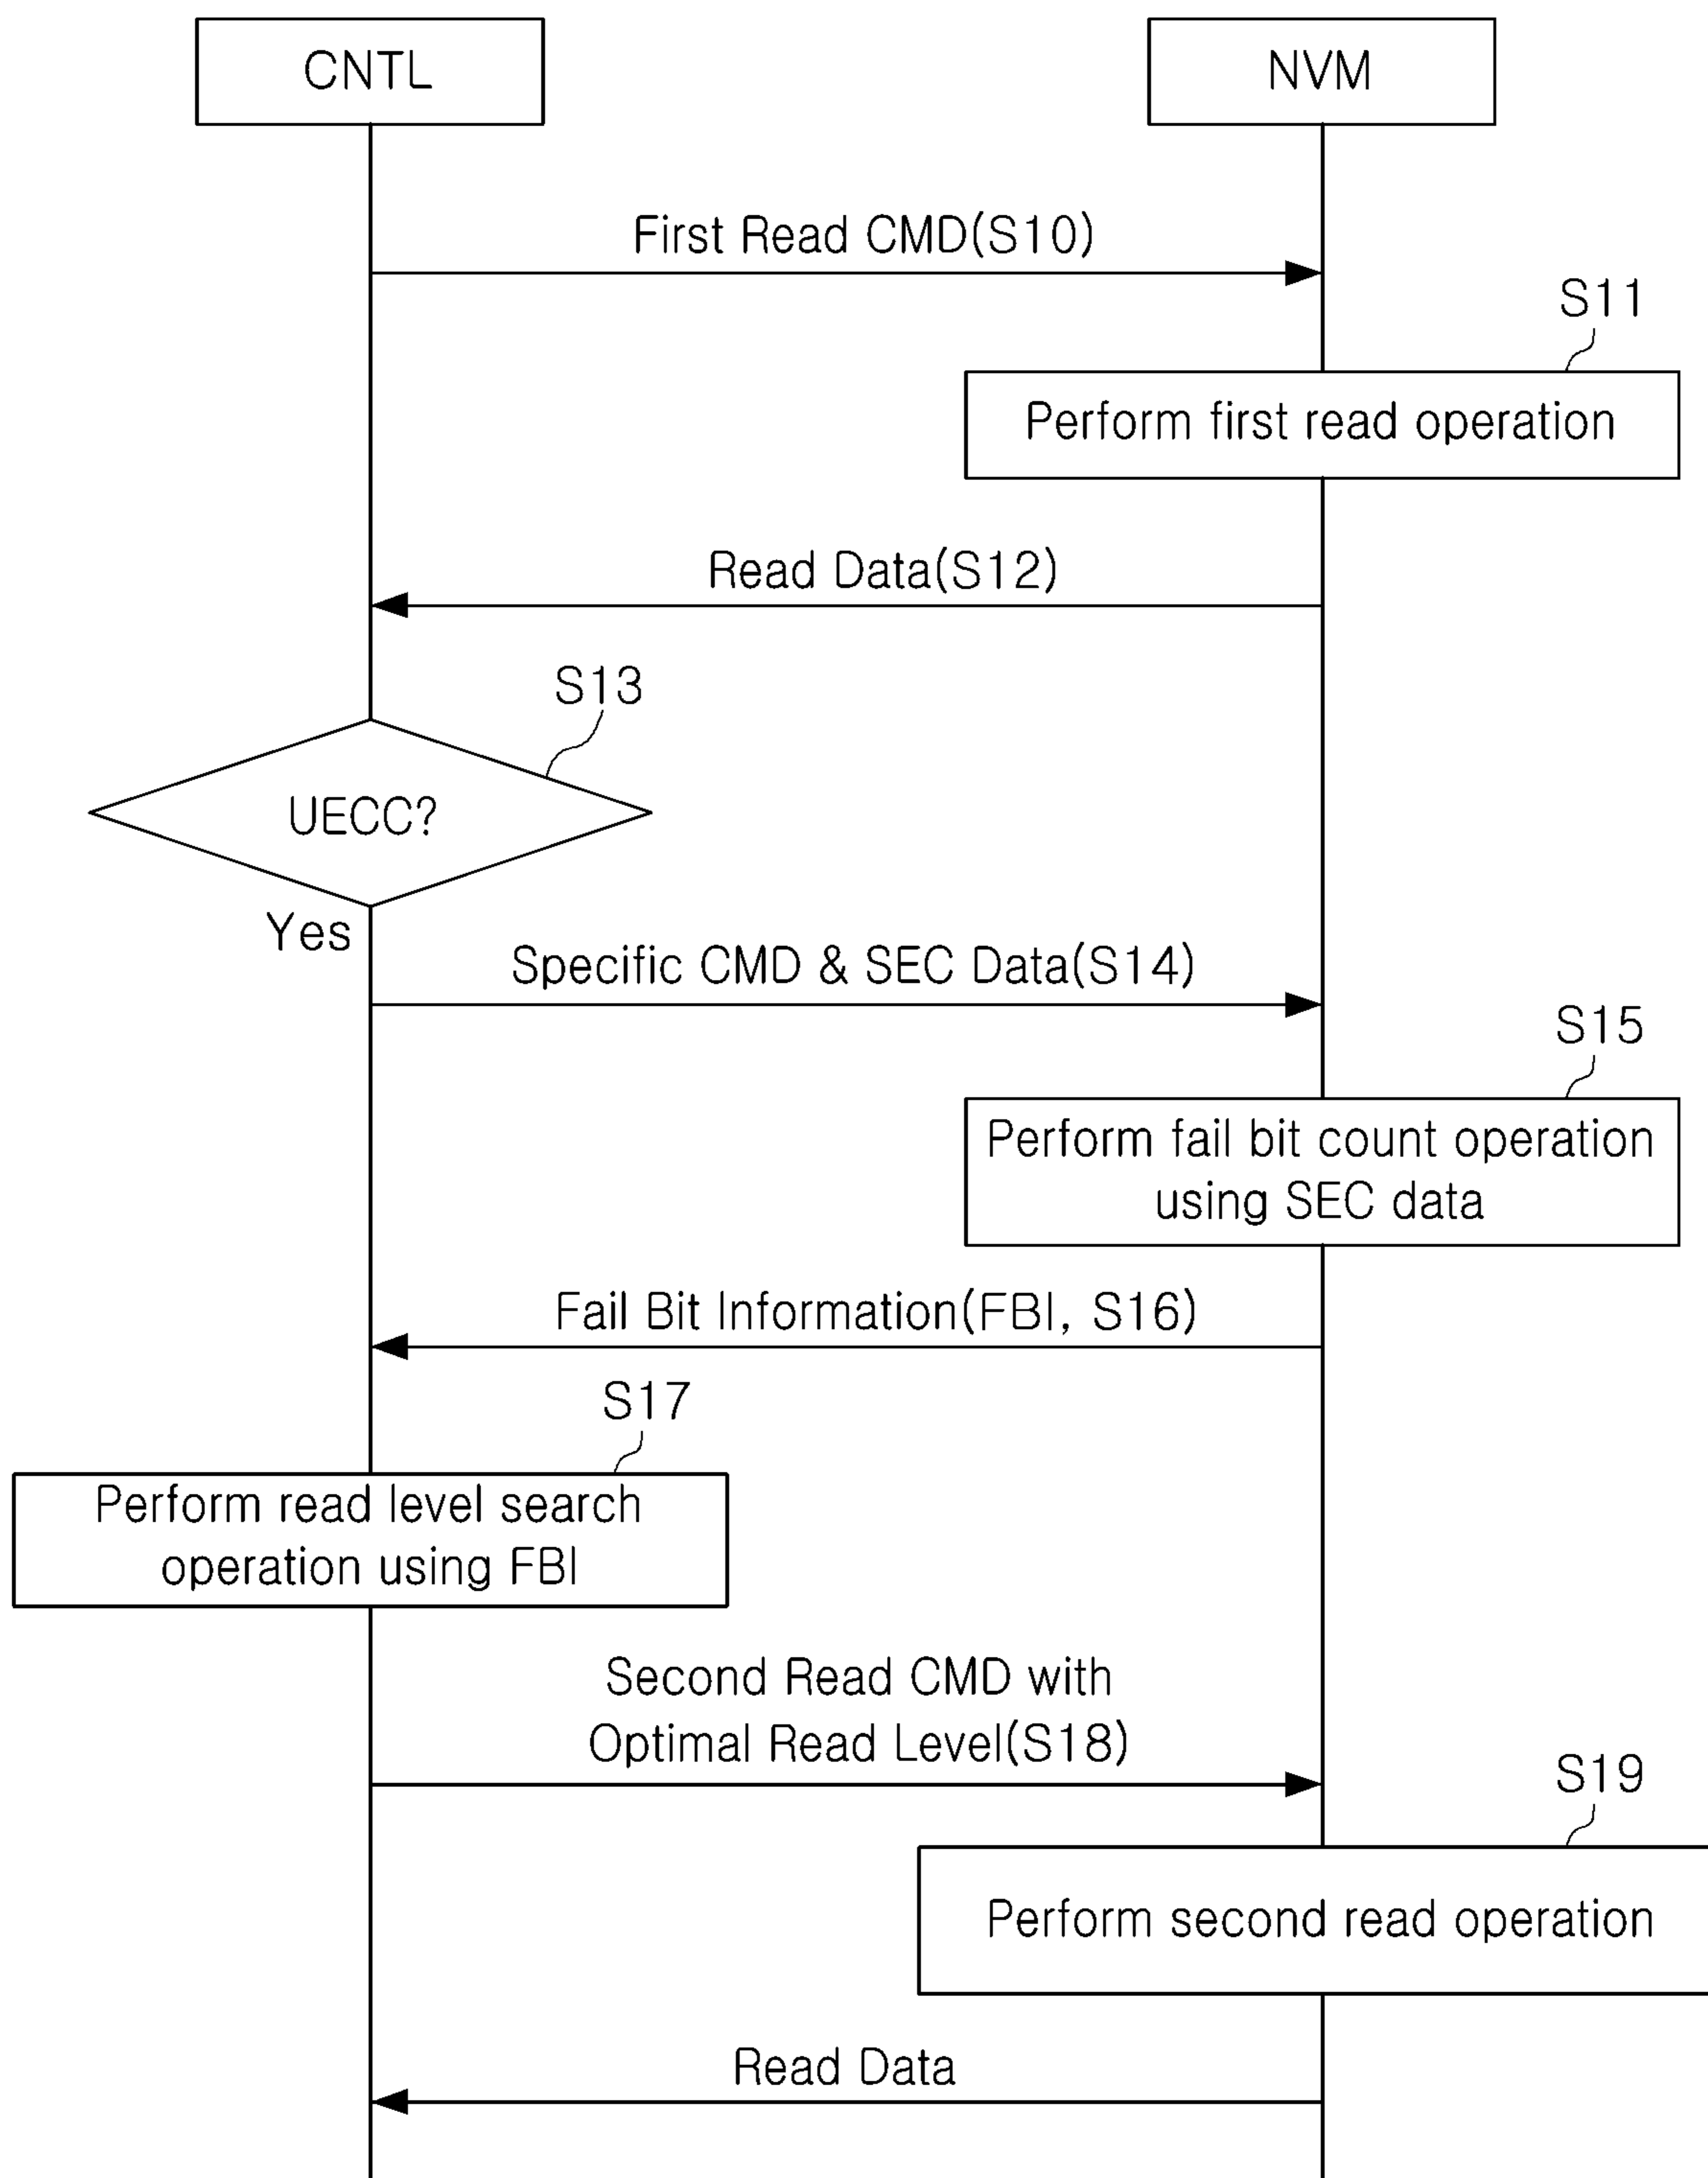 CNTL
NVM
First Read CMD(S10)
S11
Perform first read operation
Read Data(S12)
S13
UECC?
Yes
Specific CMD & SEC Data(S14)
S15
Perform fail bit count operation
using SEC data
Fail Bit Information(FBI, S16)
S17
Perform read level search
operation using FBI
Second Read CMD with
Optimal Read Level(S18)
S19
Perform second read operation
Read Data